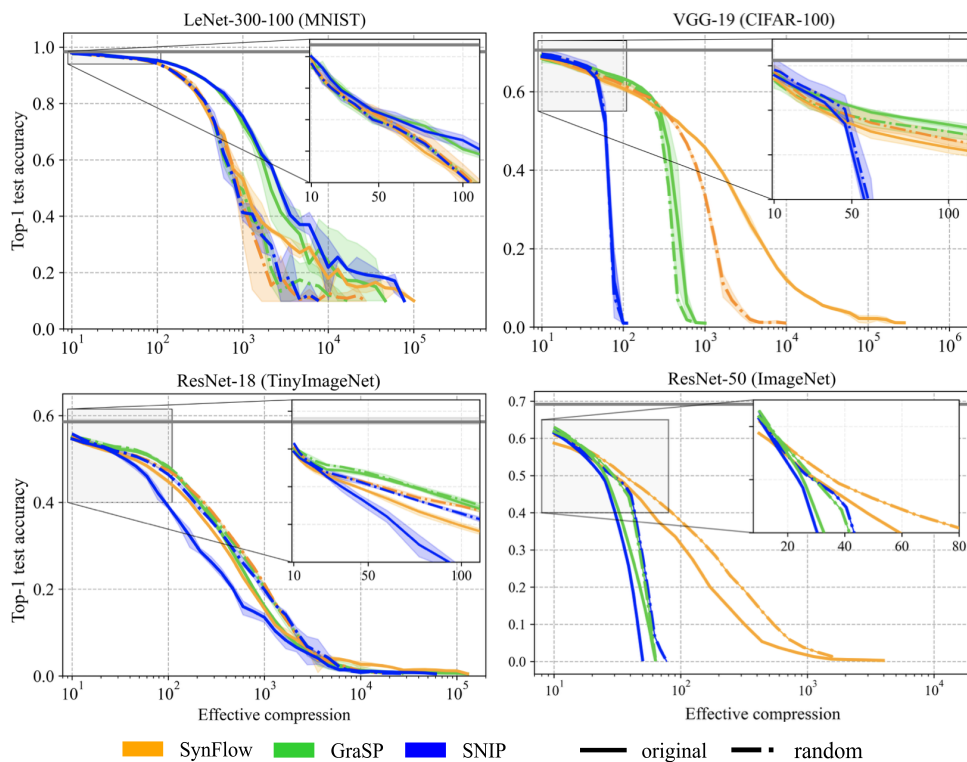 LeNet-300-100 (MNIST)
VGG-19 (CIFAR-100)
Top-1 test accuracy
1.0
0.8
0.6
0.4
0.2
0.0
10 50 100
10^1 10^2 10^3 10^4 10^5
0.8
0.6
0.4
0.2
0.0
10 50 100
10^1 10^2 10^3 10^4 10^5 10^6
ResNet-18 (TinyImageNet)
ResNet-50 (ImageNet)
Top-1 test accuracy
0.6
0.4
0.2
0.0
10 50 100
10^1 10^2 10^3 10^4 10^5
Effective compression
0.7
0.6
0.5
0.4
0.3
0.2
0.1
0.0
20 40 60 80
10^1 10^2 10^3 10^4
Effective compression
SynFlow GraSP SNIP original random